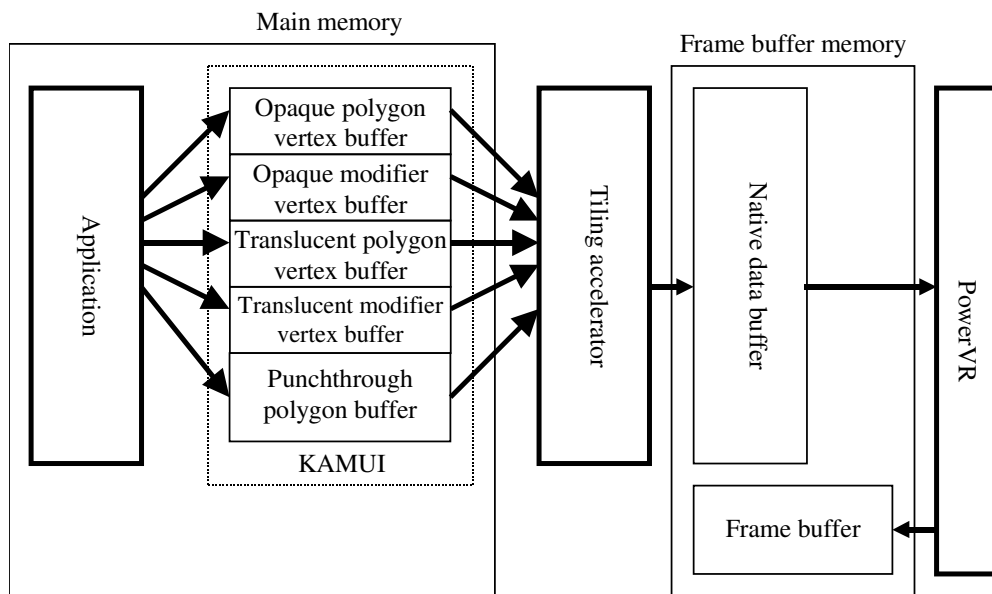 Main memory
Frame buffer memory
Application
Opaque polygon
vertex buffer
Opaque modifier
vertex buffer
Translucent polygon
vertex buffer
Translucent modifier
vertex buffer
Punchthrough
polygon buffer
KAMUI
Tiling accelerator
Native data buffer
Frame buffer
PowerVR